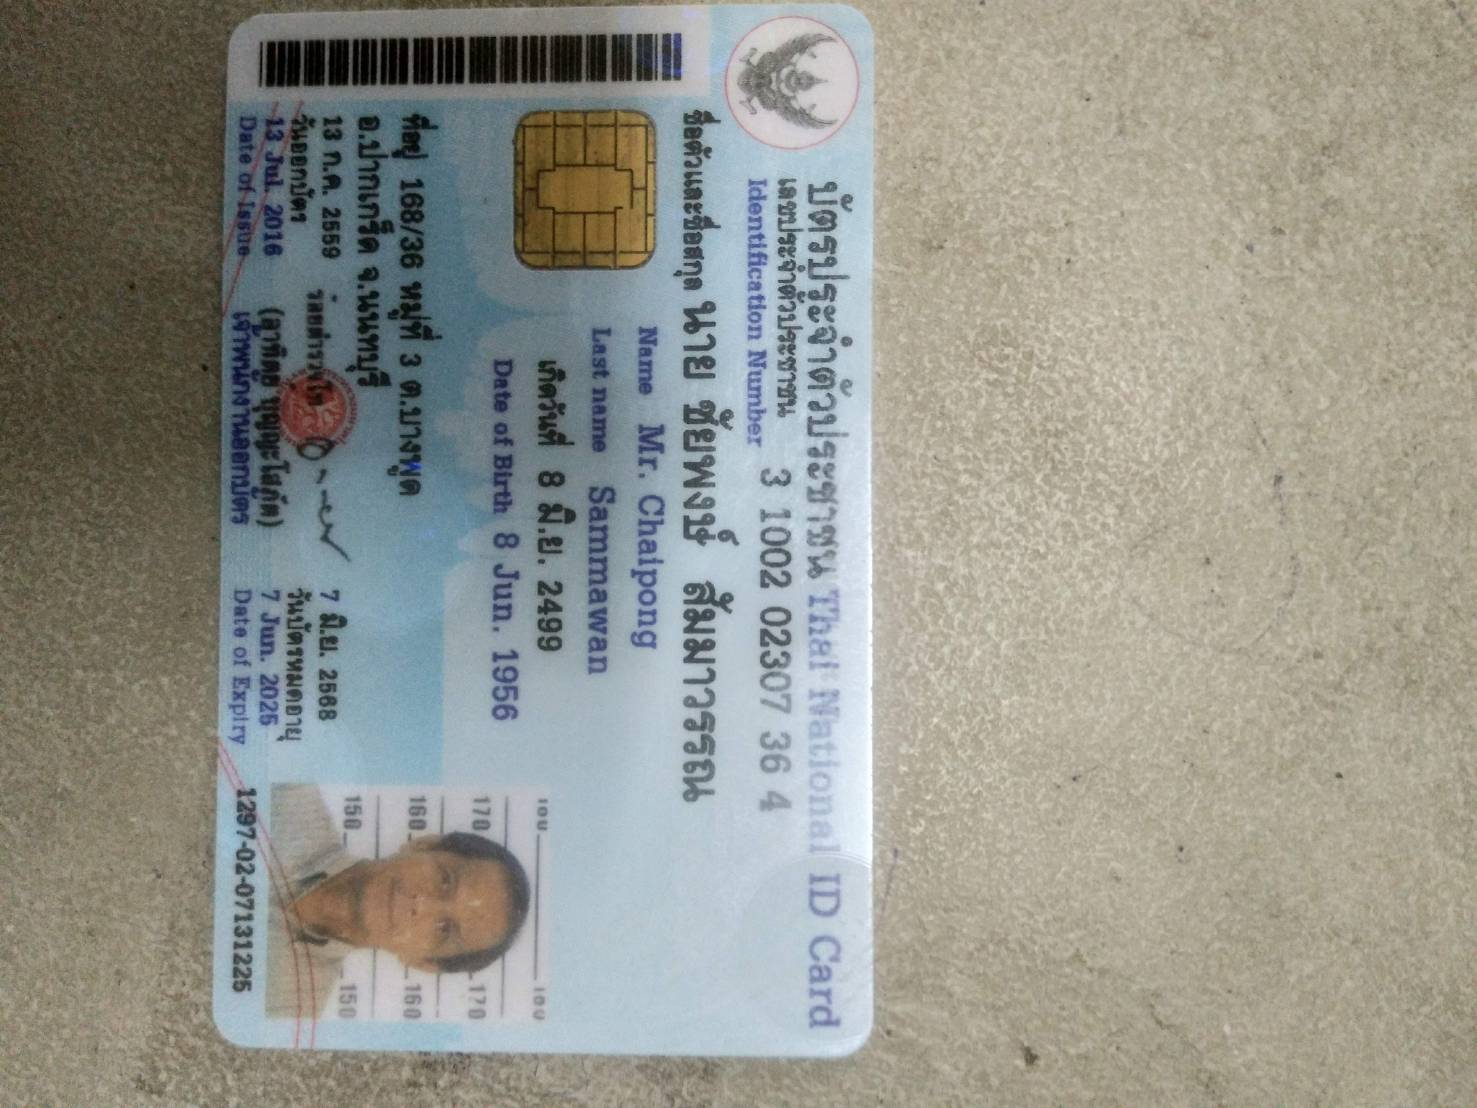 บัตรประจำตัวประชาชน Thai National ID Card
เลขประจำตัวประชาชน 3 1002 02307 36 4
Identification Number
ชื่อตัวและชื่อสกุล นาย ชัยพงษ์ สัมมาวรรณ
Name Mr. Chaipong
Last name Sammawan
เกิดวันที่ 8 มิ.ย. 2499
Date of Birth 8 Jun. 1956
ที่อยู่ 168/36 หมู่ที่ 3 ต.บางพูด
อ.ปากเกร็ด จ.นนทบุรี
13 ก.ค. 2559
วันออกบัตร
13 Jul. 2016
Date of Issue
ร้อยตำรวจโท
(อาทิตย์ บุญญะโสภัต)
เจ้าพนักงานออกบัตร
7 มิ.ย. 2568
วันบัตรหมดอายุ
7 Jun. 2025
Date of Expiry
180 180
170 170
160 160
150 150
1297-02-07131225